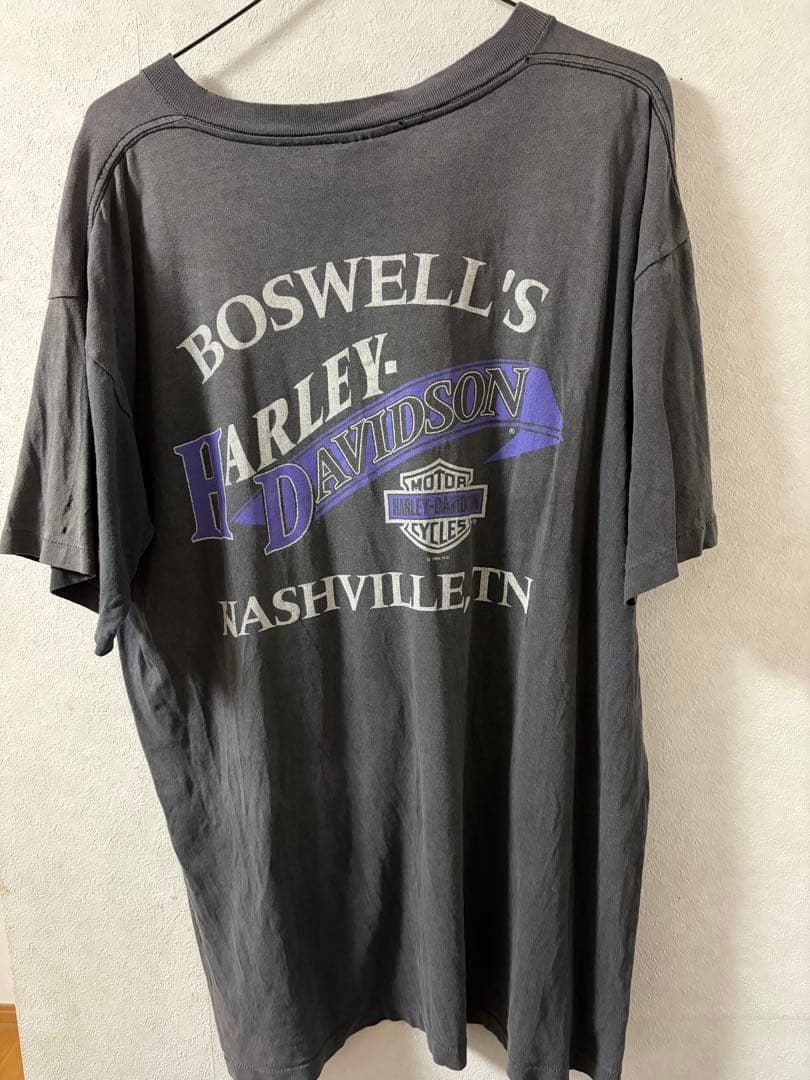 BOSWELL'S
HARLEY-
DAVIDSON
®
MOTOR
HARLEY-DAVIDSON
CYCLES
NASHVILLE, TN